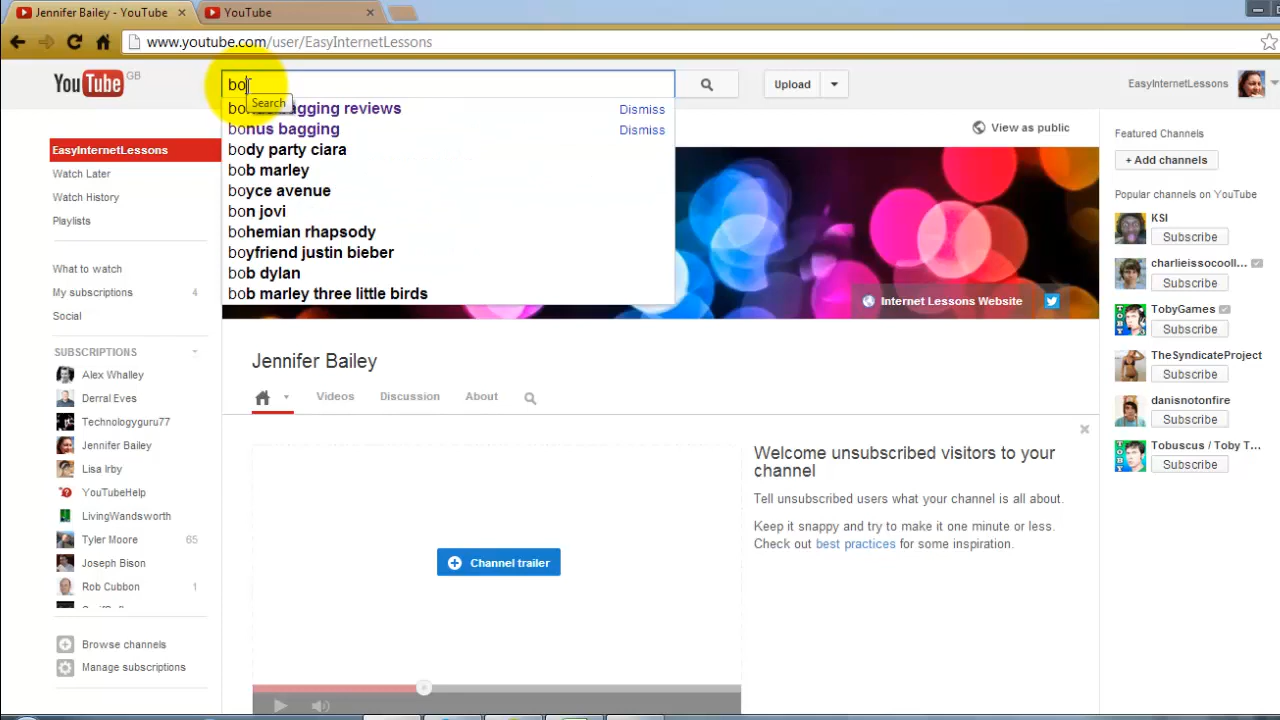 Jennifer Bailey - YouTube
YouTube
www.youtube.com/user/EasyInternetLessons
YouTube GB
bo
Upload
EasyInternetLessons
Search
bonus bagging reviews Dismiss
bonus bagging Dismiss
body party ciara
bob marley
boyce avenue
bon jovi
bohemian rhapsody
boyfriend justin bieber
bob dylan
bob marley three little birds
View as public
Internet Lessons Website
EasyInternetLessons
Watch Later
Watch History
Playlists
What to watch
My subscriptions 4
Social
SUBSCRIPTIONS
Alex Whalley
Derral Eves
Technologyguru77
Jennifer Bailey
Lisa Irby
YouTubeHelp
LivingWandsworth
Tyler Moore 65
Joseph Bison
Rob Cubbon 1
Browse channels
Manage subscriptions
Jennifer Bailey
Videos Discussion About
Channel trailer
Welcome unsubscribed visitors to your
channel
Tell unsubscribed users what your channel is all about.
Keep it snappy and try to make it one minute or less.
Check out best practices for some inspiration.
Featured Channels
+ Add channels
Popular channels on YouTube
KSI
Subscribe
charlieissocooll...
Subscribe
TobyGames
Subscribe
TheSyndicateProject
Subscribe
danisnotonfire
Subscribe
Tobuscus / Toby T...
Subscribe